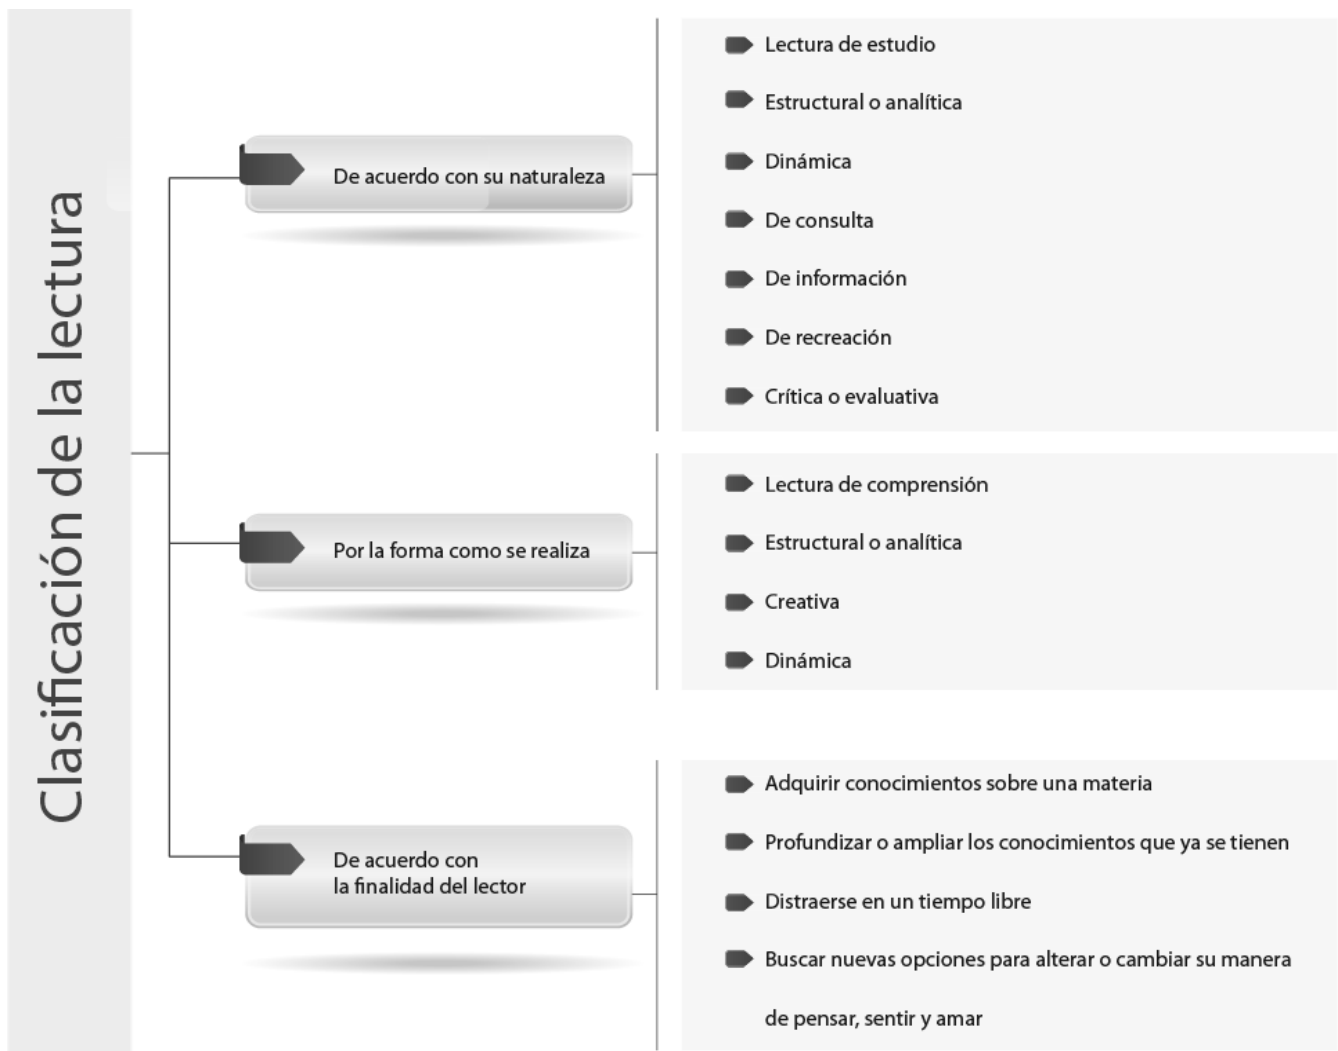 Clasificación de la lectura
De acuerdo con su naturaleza
Lectura de estudio
Estructural o analítica
Dinámica
De consulta
De información
De recreación
Crítica o evaluativa
Por la forma como se realiza
Lectura de comprensión
Estructural o analítica
Creativa
Dinámica
De acuerdo con
la finalidad del lector
Adquirir conocimientos sobre una materia
Profundizar o ampliar los conocimientos que ya se tienen
Distraerse en un tiempo libre
Buscar nuevas opciones para alterar o cambiar su manera
de pensar, sentir y amar